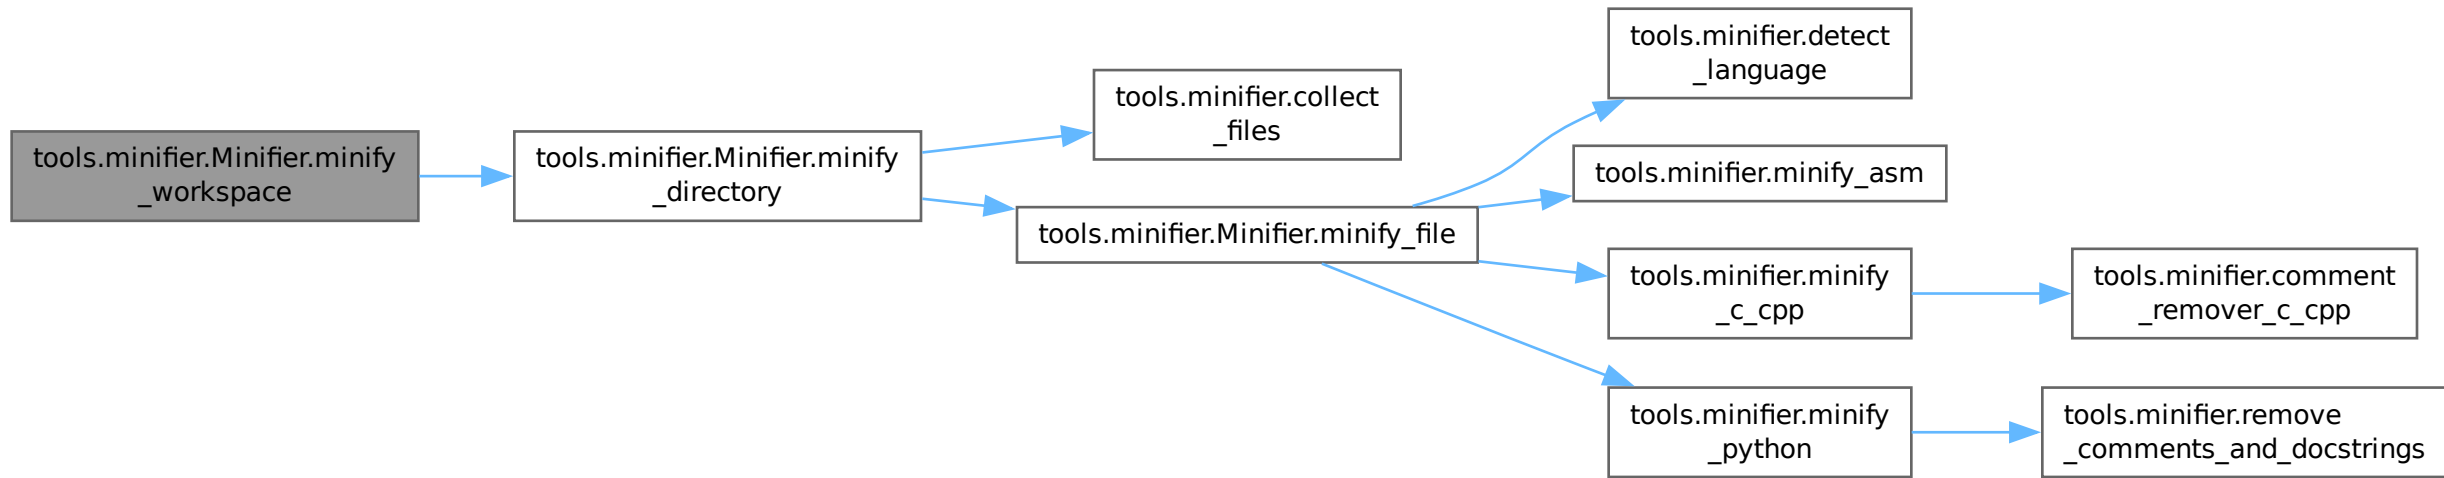 tools.minifier.Minifier.minify
_workspace
tools.minifier.Minifier.minify
_directory
tools.minifier.collect
_files
tools.minifier.Minifier.minify_file
tools.minifier.detect
_language
tools.minifier.minify_asm
tools.minifier.minify
_c_cpp
tools.minifier.comment
_remover_c_cpp
tools.minifier.minify
_python
tools.minifier.remove
_comments_and_docstrings